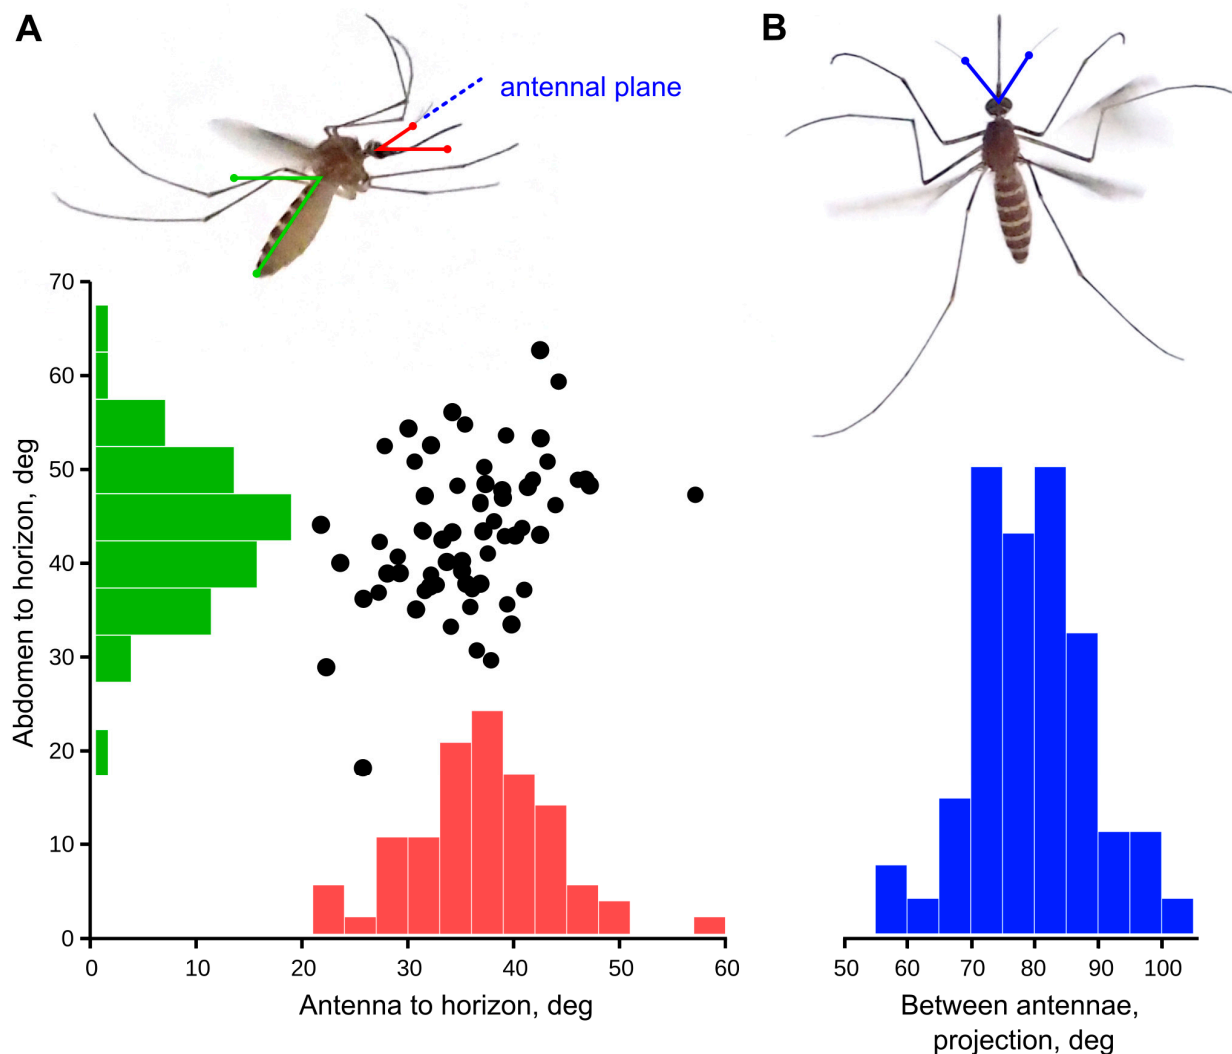 A
B
antennal plane
Abdomen to horizon, deg
70
60
50
40
30
20
10
0
0 10 20 30 40 50 60
Antenna to horizon, deg
50 60 70 80 90 100
Between antennae,
projection, deg